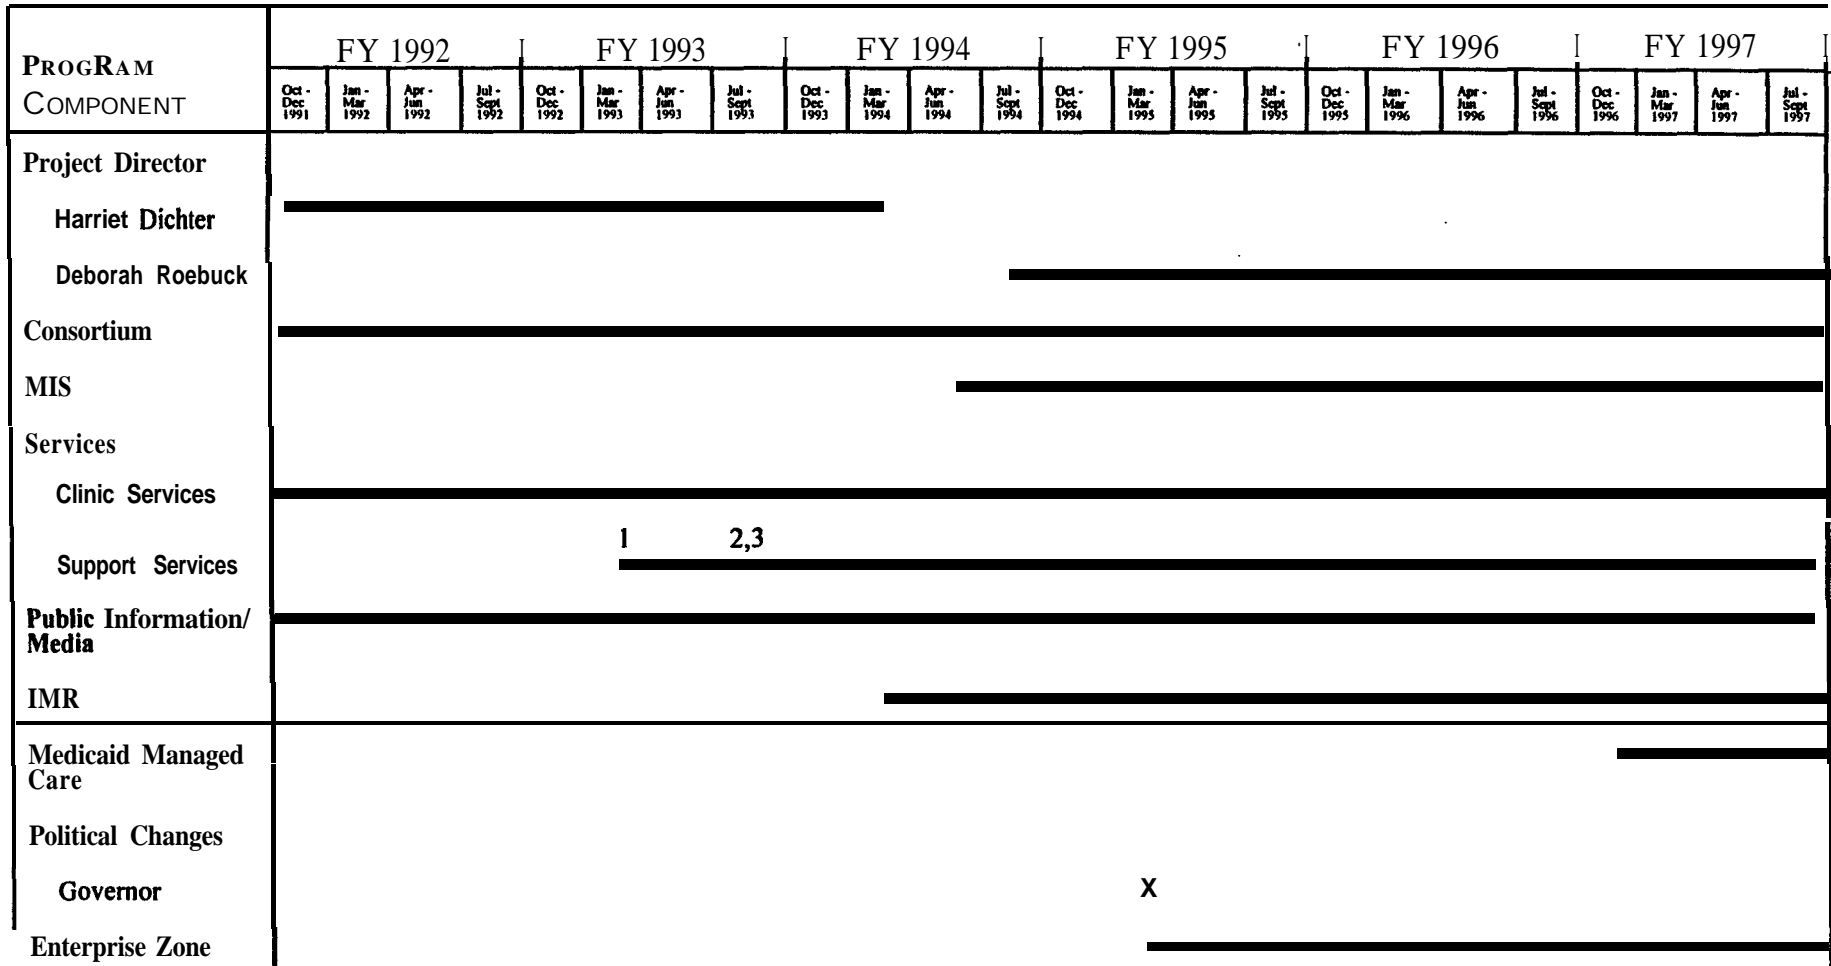 FY 1992 | FY 1993 | FY 1994 | FY 1995 | FY 1996 | FY 1997 |
PROGRAM
COMPONENT
Oct - Dec 1991 Jan - Mar 1992 Apr - Jun 1992 Jul - Sept 1992 Oct - Dec 1992 Jan - Mar 1993 Apr - Jun 1993 Jul - Sept 1993 Oct - Dec 1993 Jan - Mar 1994 Apr - Jun 1994 Jul - Sept 1994 Oct - Dec 1994 Jan - Mar 1995 Apr - Jun 1995 Jul - Sept 1995 Oct - Dec 1995 Jan - Mar 1996 Apr - Jun 1996 Jul - Sept 1996 Oct - Dec 1996 Jan - Mar 1997 Apr - Jun 1997 Jul - Sept 1997
Project Director
Harriet Dichter
Deborah Roebuck
Consortium
MIS
Services
Clinic Services
1 2,3
Support Services
Public Information/
Media
IMR
Medicaid Managed
Care
Political Changes
Governor X
Enterprise Zone